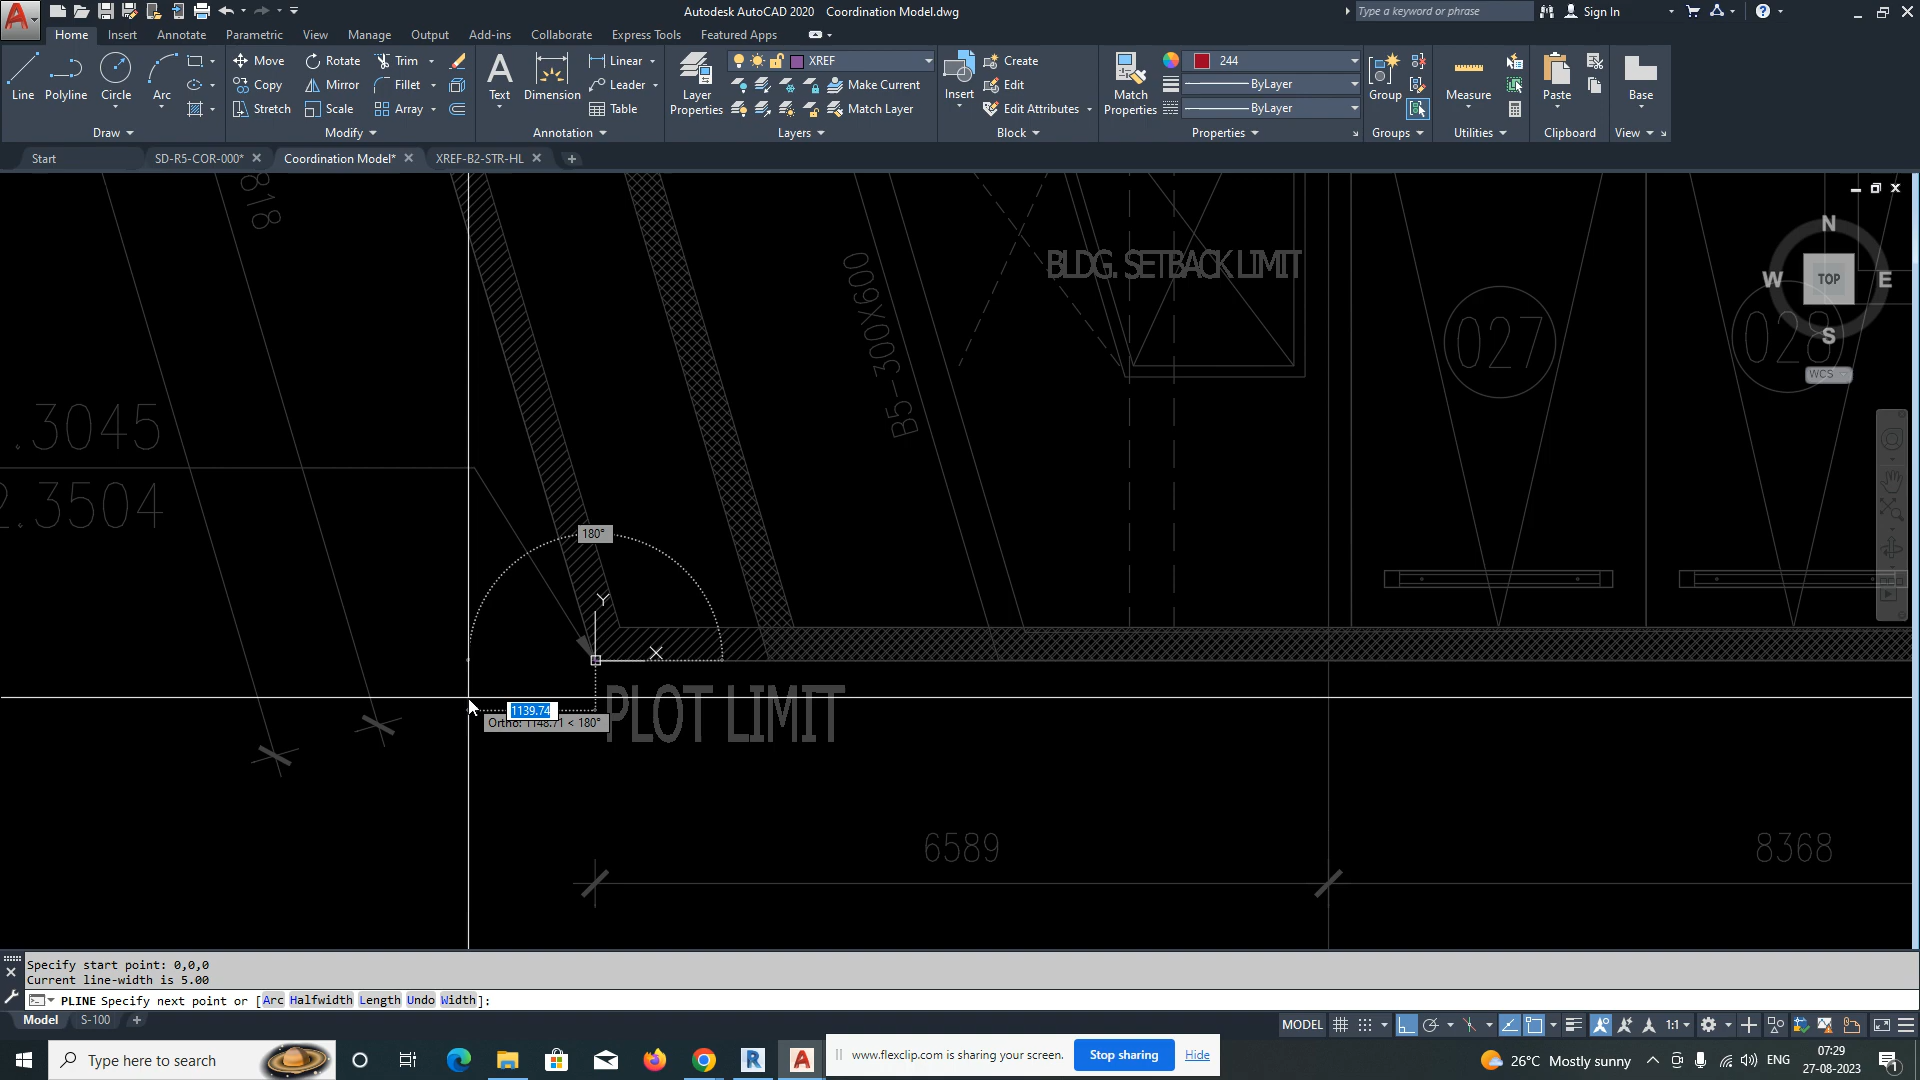 Autodesk AutoCAD 2020 Coordination Model.dwg
Type a keyword or phrase
Sign In
Home Insert Annotate Parametric View Manage Output Add-ins Collaborate Express Tools Featured Apps
Line Polyline Circle Arc
Move Rotate Trim
Copy Mirror Fillet
Stretch Scale Array
Text Dimension
Linear
Leader
Table
Layer Properties
XREF
Make Current
Match Layer
Insert
Create
Edit
Edit Attributes
Match Properties
244
ByLayer
ByLayer
Group
Measure
Paste
Base
Draw Modify Annotation Layers Block Properties Groups Utilities Clipboard View
Start SD-R5-COR-000* Coordination Model* XREF-B2-STR-HL
818
BLDG. SETBACK LIMIT
B5-300X600
027
028
N
W TOP E
S
WCS
.3045
2.3504
180°
Y
X
1139.74
Ortho: 1148.71 < 180°
PLOT LIMIT
6589
8368
Specify start point: 0,0,0
Current line-width is 5.00
PLINE Specify next point or [Arc Halfwidth Length Undo Width]:
Model S-100
MODEL 1:1
Type here to search
www.flexclip.com is sharing your screen. Stop sharing Hide
26°C Mostly sunny
ENG
07:29
27-08-2023
1